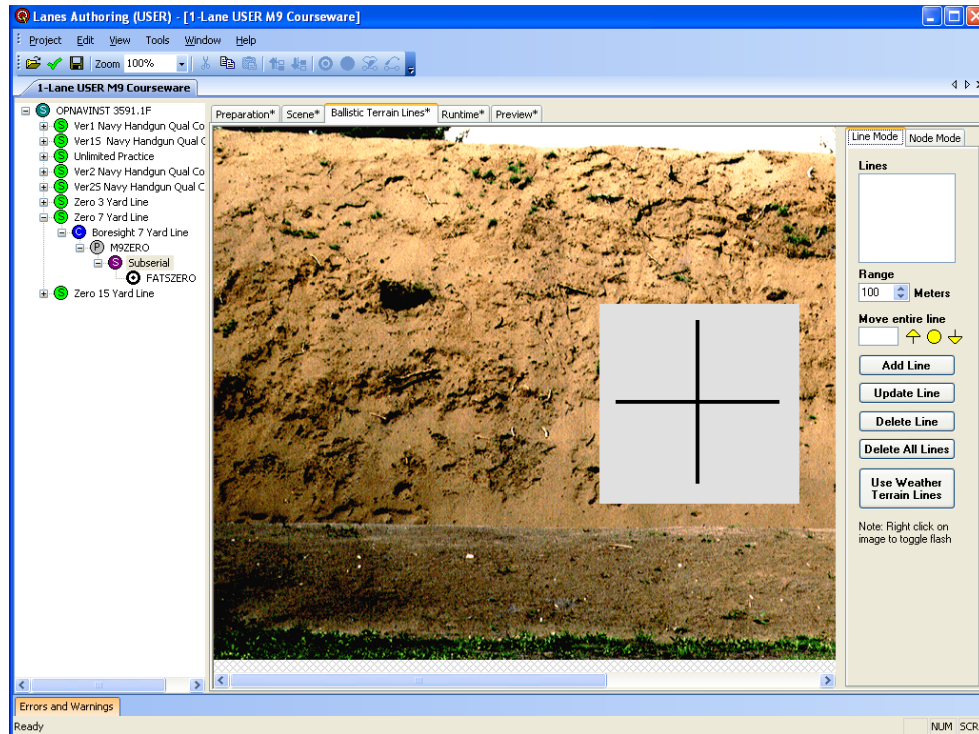 Lanes Authoring (USER) - [1-Lane USER M9 Courseware]
Project Edit View Tools Window Help
Zoom 100%
1-Lane USER M9 Courseware
S OPNAVINST 3591.1F
S Ver1 Navy Handgun Qual Co
S Ver1S Navy Handgun Qual C
S Unlimited Practice
S Ver2 Navy Handgun Qual Co
S Ver2S Navy Handgun Qual C
S Zero 3 Yard Line
S Zero 7 Yard Line
C Boresight 7 Yard Line
P M9ZERO
S Subserial
FATSZERO
S Zero 15 Yard Line
Preparation* Scene* Ballistic Terrain Lines* Runtime* Preview*
Line Mode Node Mode
Lines
Range
100 Meters
Move entire line
Add Line
Update Line
Delete Line
Delete All Lines
Use Weather
Terrain Lines
Note: Right click on
image to toggle flash
Errors and Warnings
Ready NUM SCR